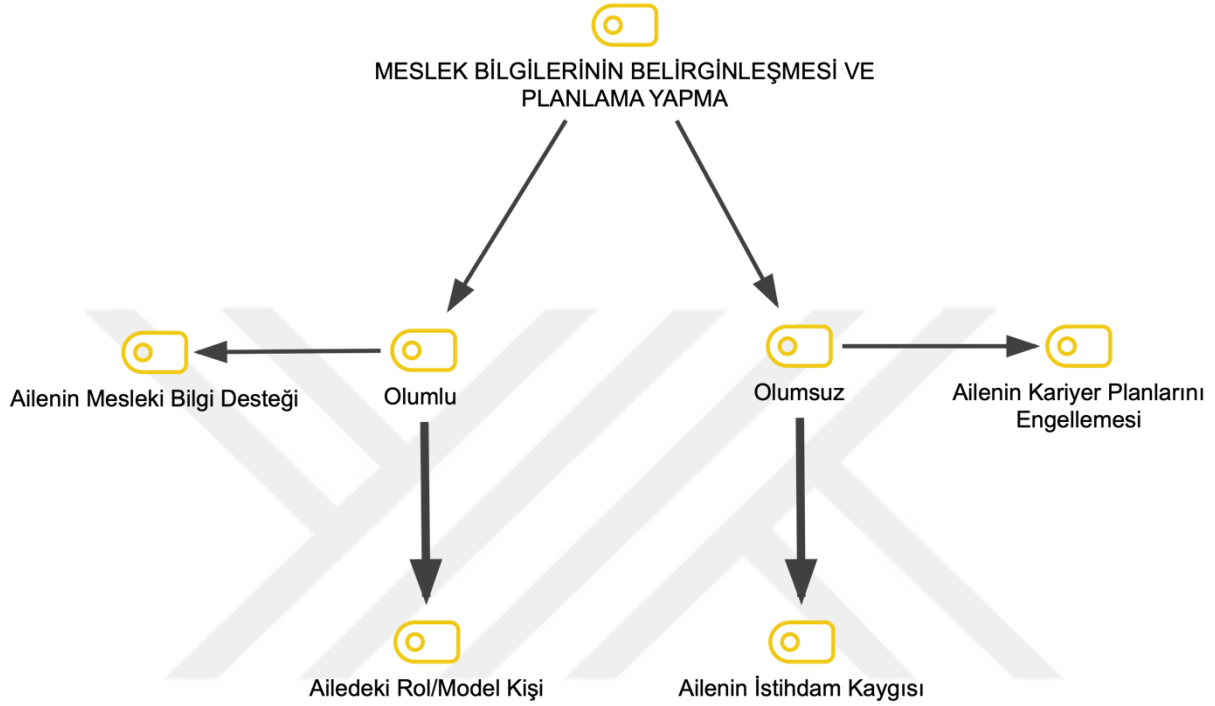 MESLEK BİLGİLERİNİN BELİRGİNLEŞMESİ VE
PLANLAMA YAPMA
Ailenin Mesleki Bilgi Desteği
Olumlu
Olumsuz
Ailenin Kariyer Planlarını
Engellemesi
Ailedeki Rol/Model Kişi
Ailenin İstihdam Kaygısı